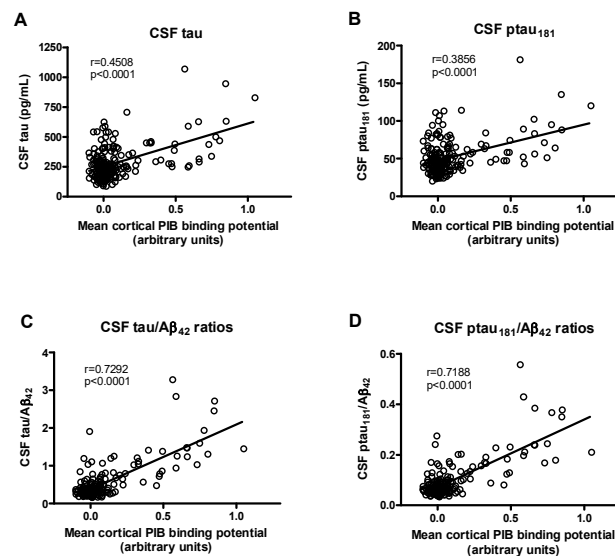 A
CSF tau
r=0.4508
p<0.0001
CSF tau (pg/mL)
1250
1000
750
500
250
0
0.0 0.5 1.0
Mean cortical PIB binding potential
(arbitrary units)
B
CSF ptau181
r=0.3856
p<0.0001
CSF ptau181 (pg/mL)
200
150
100
50
0
0.0 0.5 1.0
Mean cortical PIB binding potential
(arbitrary units)
C
CSF tau/Aβ42 ratios
r=0.7292
p<0.0001
CSF tau/Aβ42
4
3
2
1
0
0.0 0.5 1.0
Mean cortical PIB binding potential
(arbitrary units)
D
CSF ptau181/Aβ42 ratios
r=0.7188
p<0.0001
CSF ptau181/Aβ42
0.6
0.4
0.2
0.0
0.0 0.5 1.0
Mean cortical PIB binding potential
(arbitrary units)